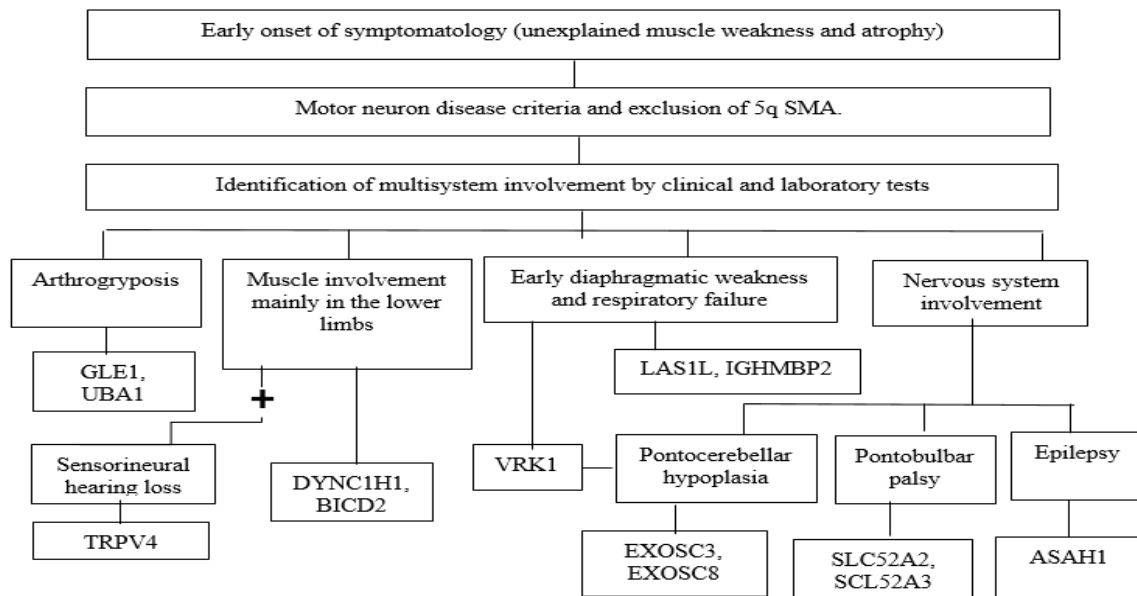 Early onset of symptomatology (unexplained muscle weakness and atrophy)
Motor neuron disease criteria and exclusion of 5q SMA.
Identification of multisystem involvement by clinical and laboratory tests
Arthrogryposis
Muscle involvement
mainly in the lower
limbs
Early diaphragmatic weakness
and respiratory failure
Nervous system
involvement
GLE1,
UBA1
LAS1L, IGHMBP2
+
Sensorineural
hearing loss
DYNC1H1,
BICD2
VRK1
Pontocerebellar
hypoplasia
Pontobulbar
palsy
Epilepsy
TRPV4
EXOSC3,
EXOSC8
SLC52A2,
SCL52A3
ASAH1